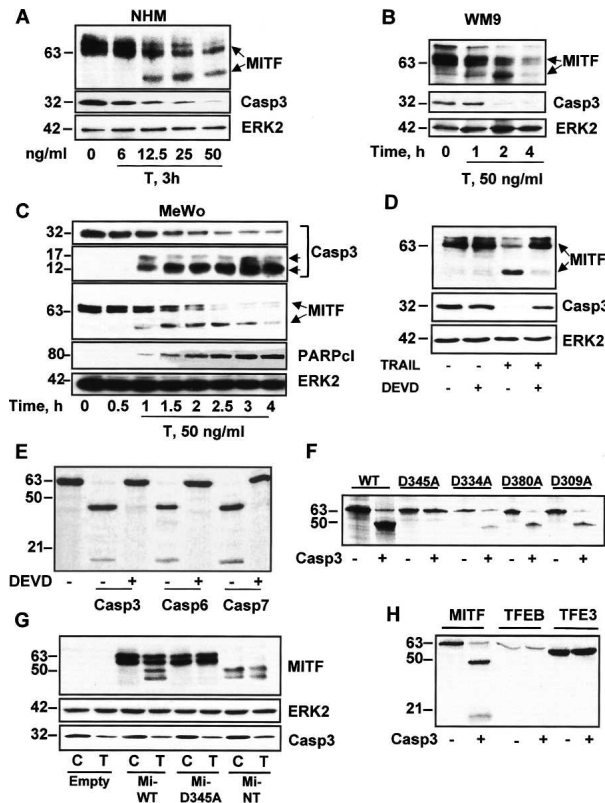 A NHM
63
MITF
32 Casp3
42 ERK2
ng/ml 0 6 12.5 25 50
T, 3h
B WM9
63
MITF
32 Casp3
42 ERK2
Time, h 0 1 2 4
T, 50 ng/ml
C MeWo
32
17
12
Casp3
63
MITF
80 PARPcl
42 ERK2
Time, h 0 0.5 1 1.5 2 2.5 3 4
T, 50 ng/ml
D
63
MITF
32 Casp3
42 ERK2
TRAIL - - + +
DEVD - + - +
E
63
50
21
DEVD - - + - + - +
Casp3 Casp6 Casp7
F
WT D345A D334A D380A D309A
63
50
Casp3 - + - + - + - + - +
G
63
50
MITF
42 ERK2
32 Casp3
C T C T C T C T
Empty Mi-WT Mi-D345A Mi-NT
H
MITF TFEB TFE3
63
50
21
Casp3 - + - + - +